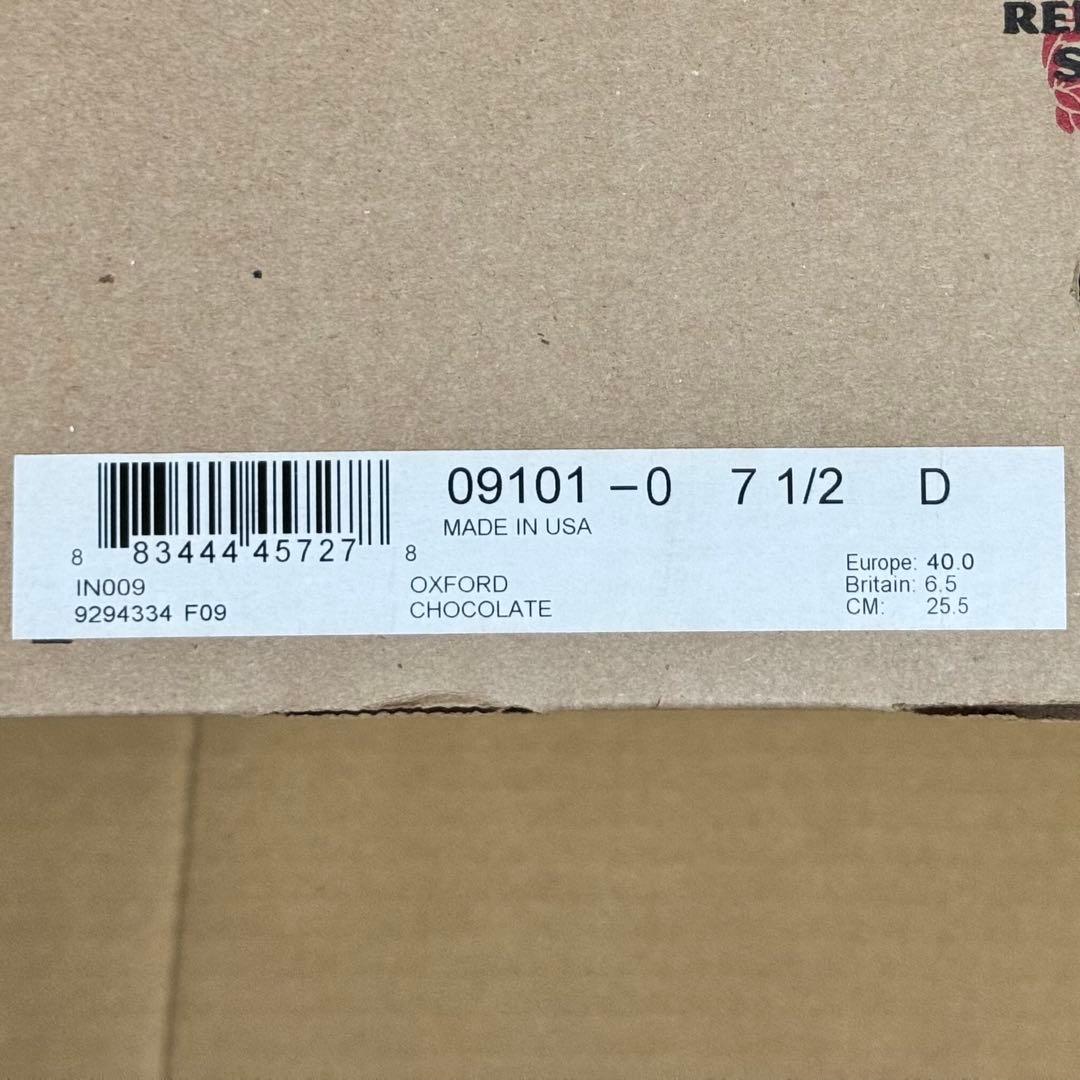 09101 -0 7 1/2 D
MADE IN USA
8 83444 45727 8
IN009
9294334 F09
OXFORD
CHOCOLATE
Europe: 40.0
Britain: 6.5
CM: 25.5